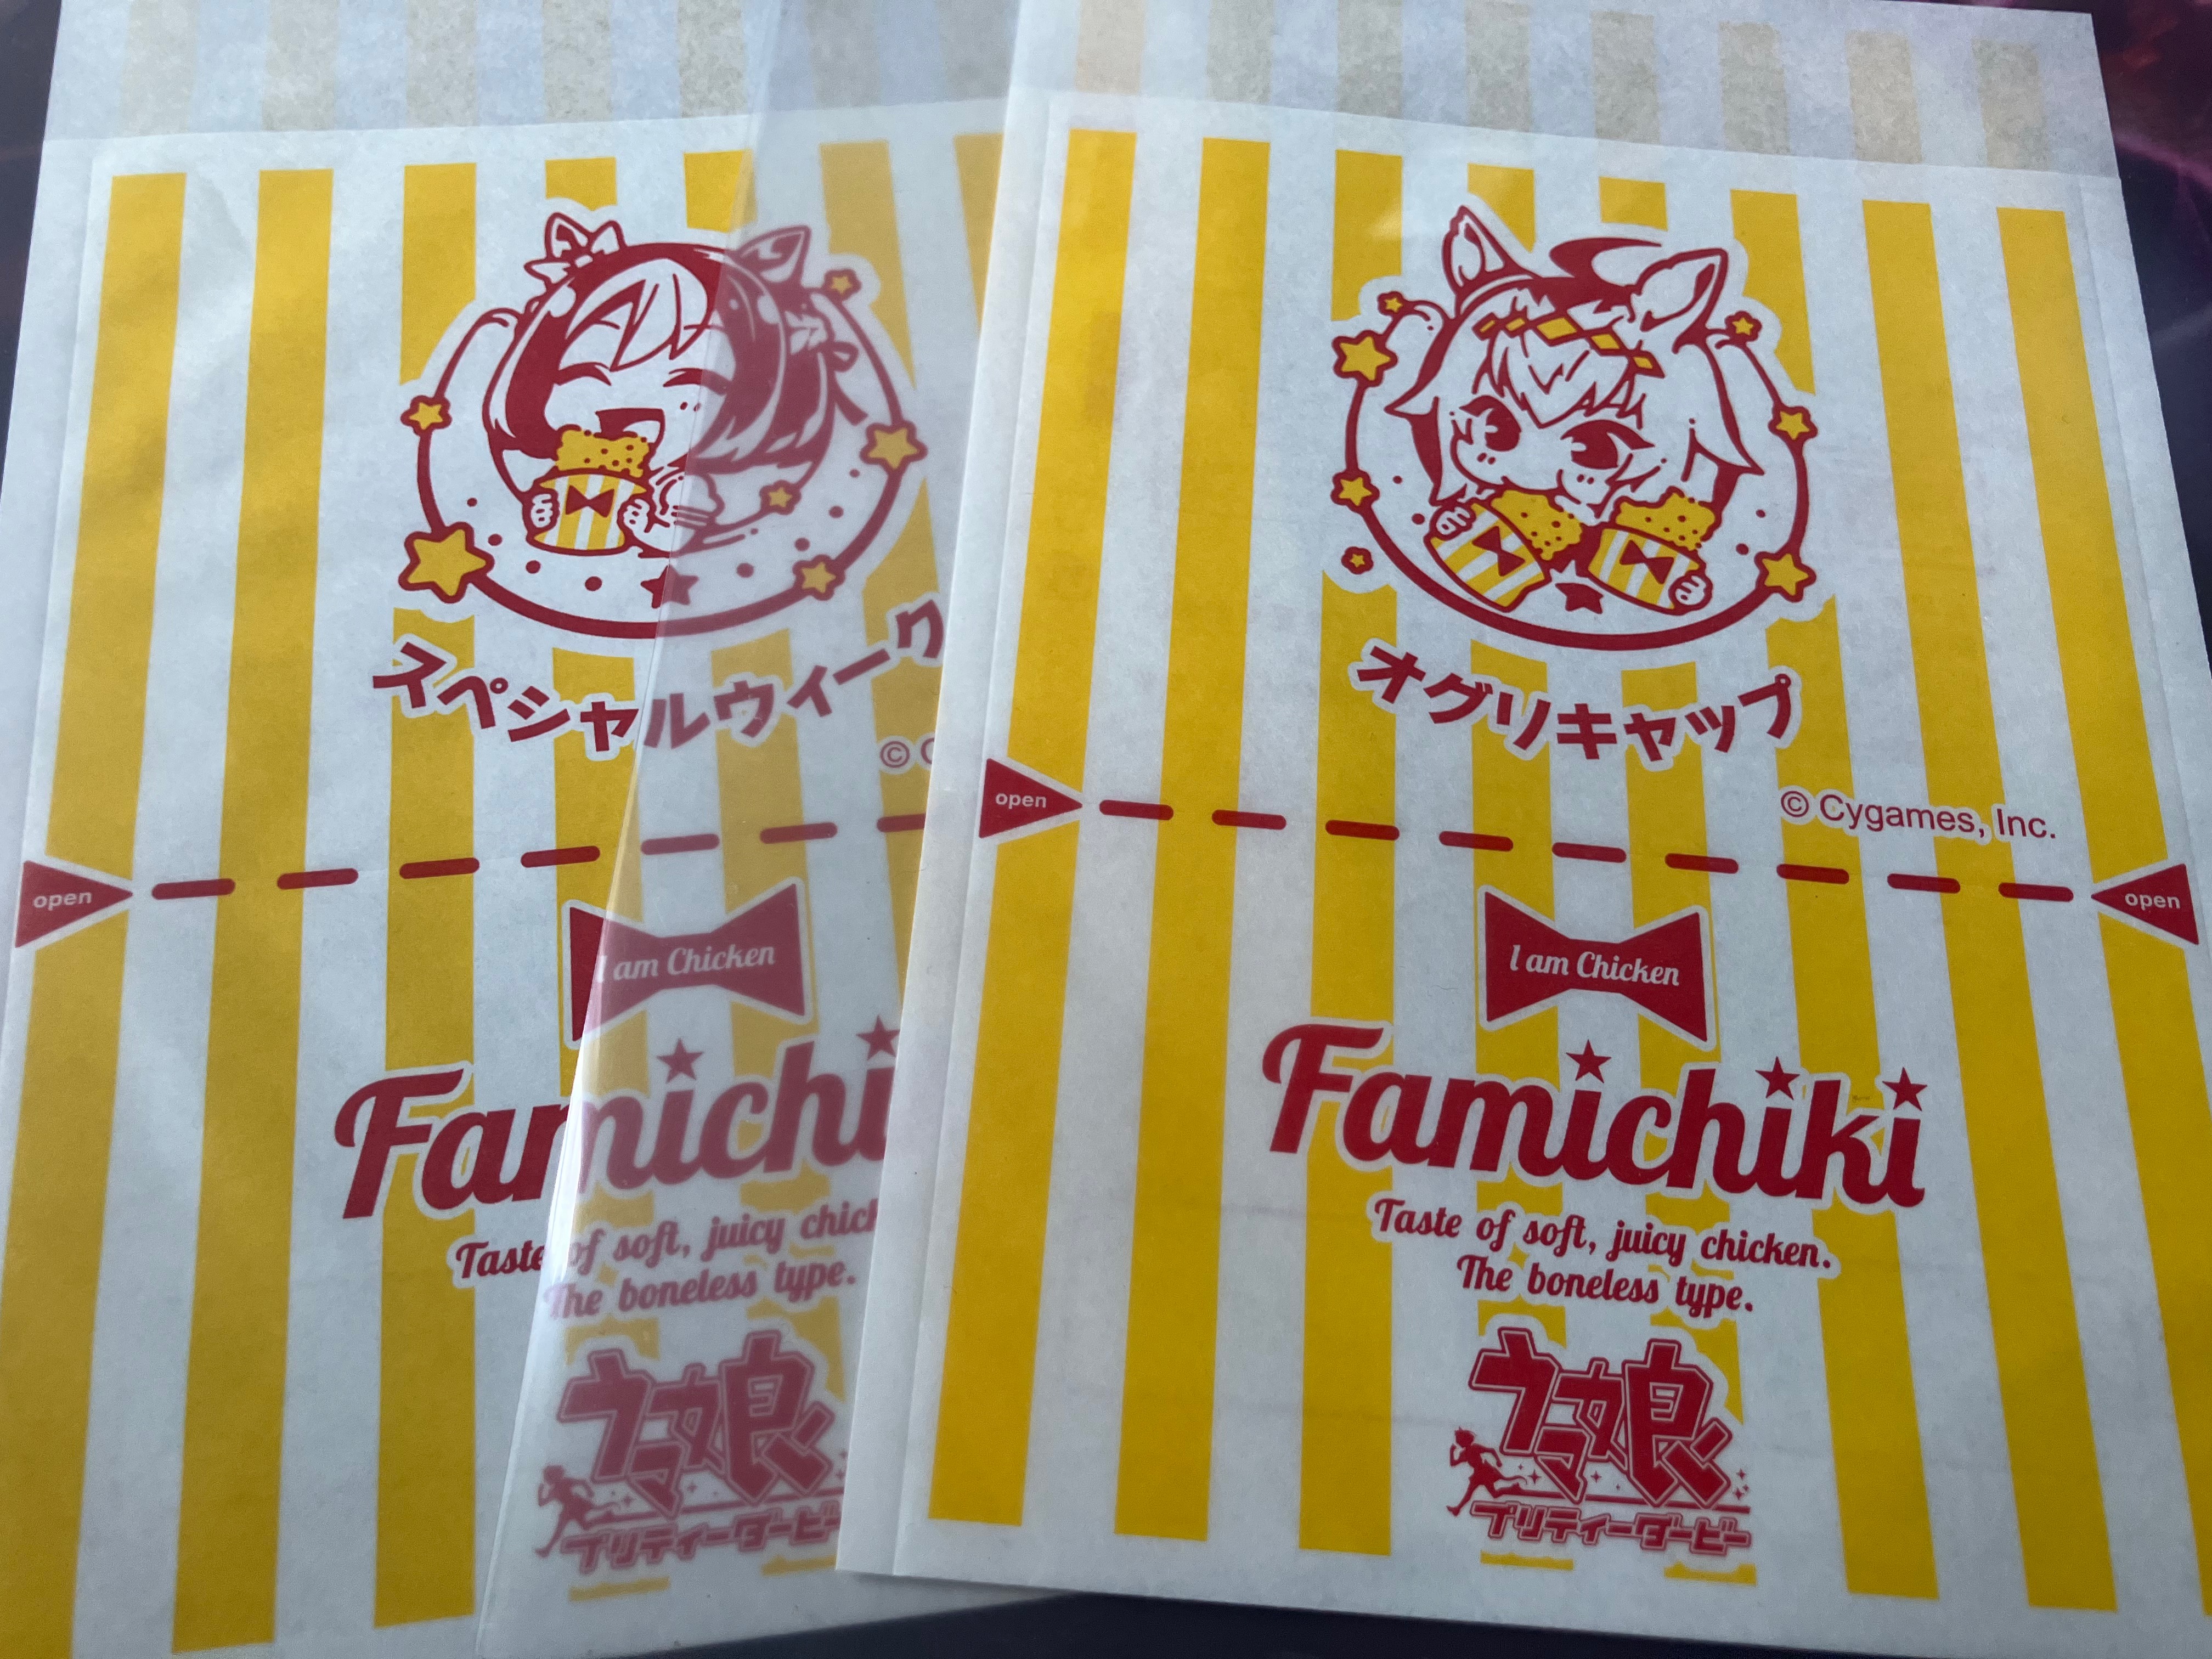 スペシャルウィーク
©
open
I am Chicken
Famichi
Taste of soft, juicy chick
The boneless type.
ウマ娘
プリティーダービー
オグリキャップ
© Cygames, Inc.
open
open
I am Chicken
Famichiki
Taste of soft, juicy chicken.
The boneless type.
ウマ娘
プリティーダービー